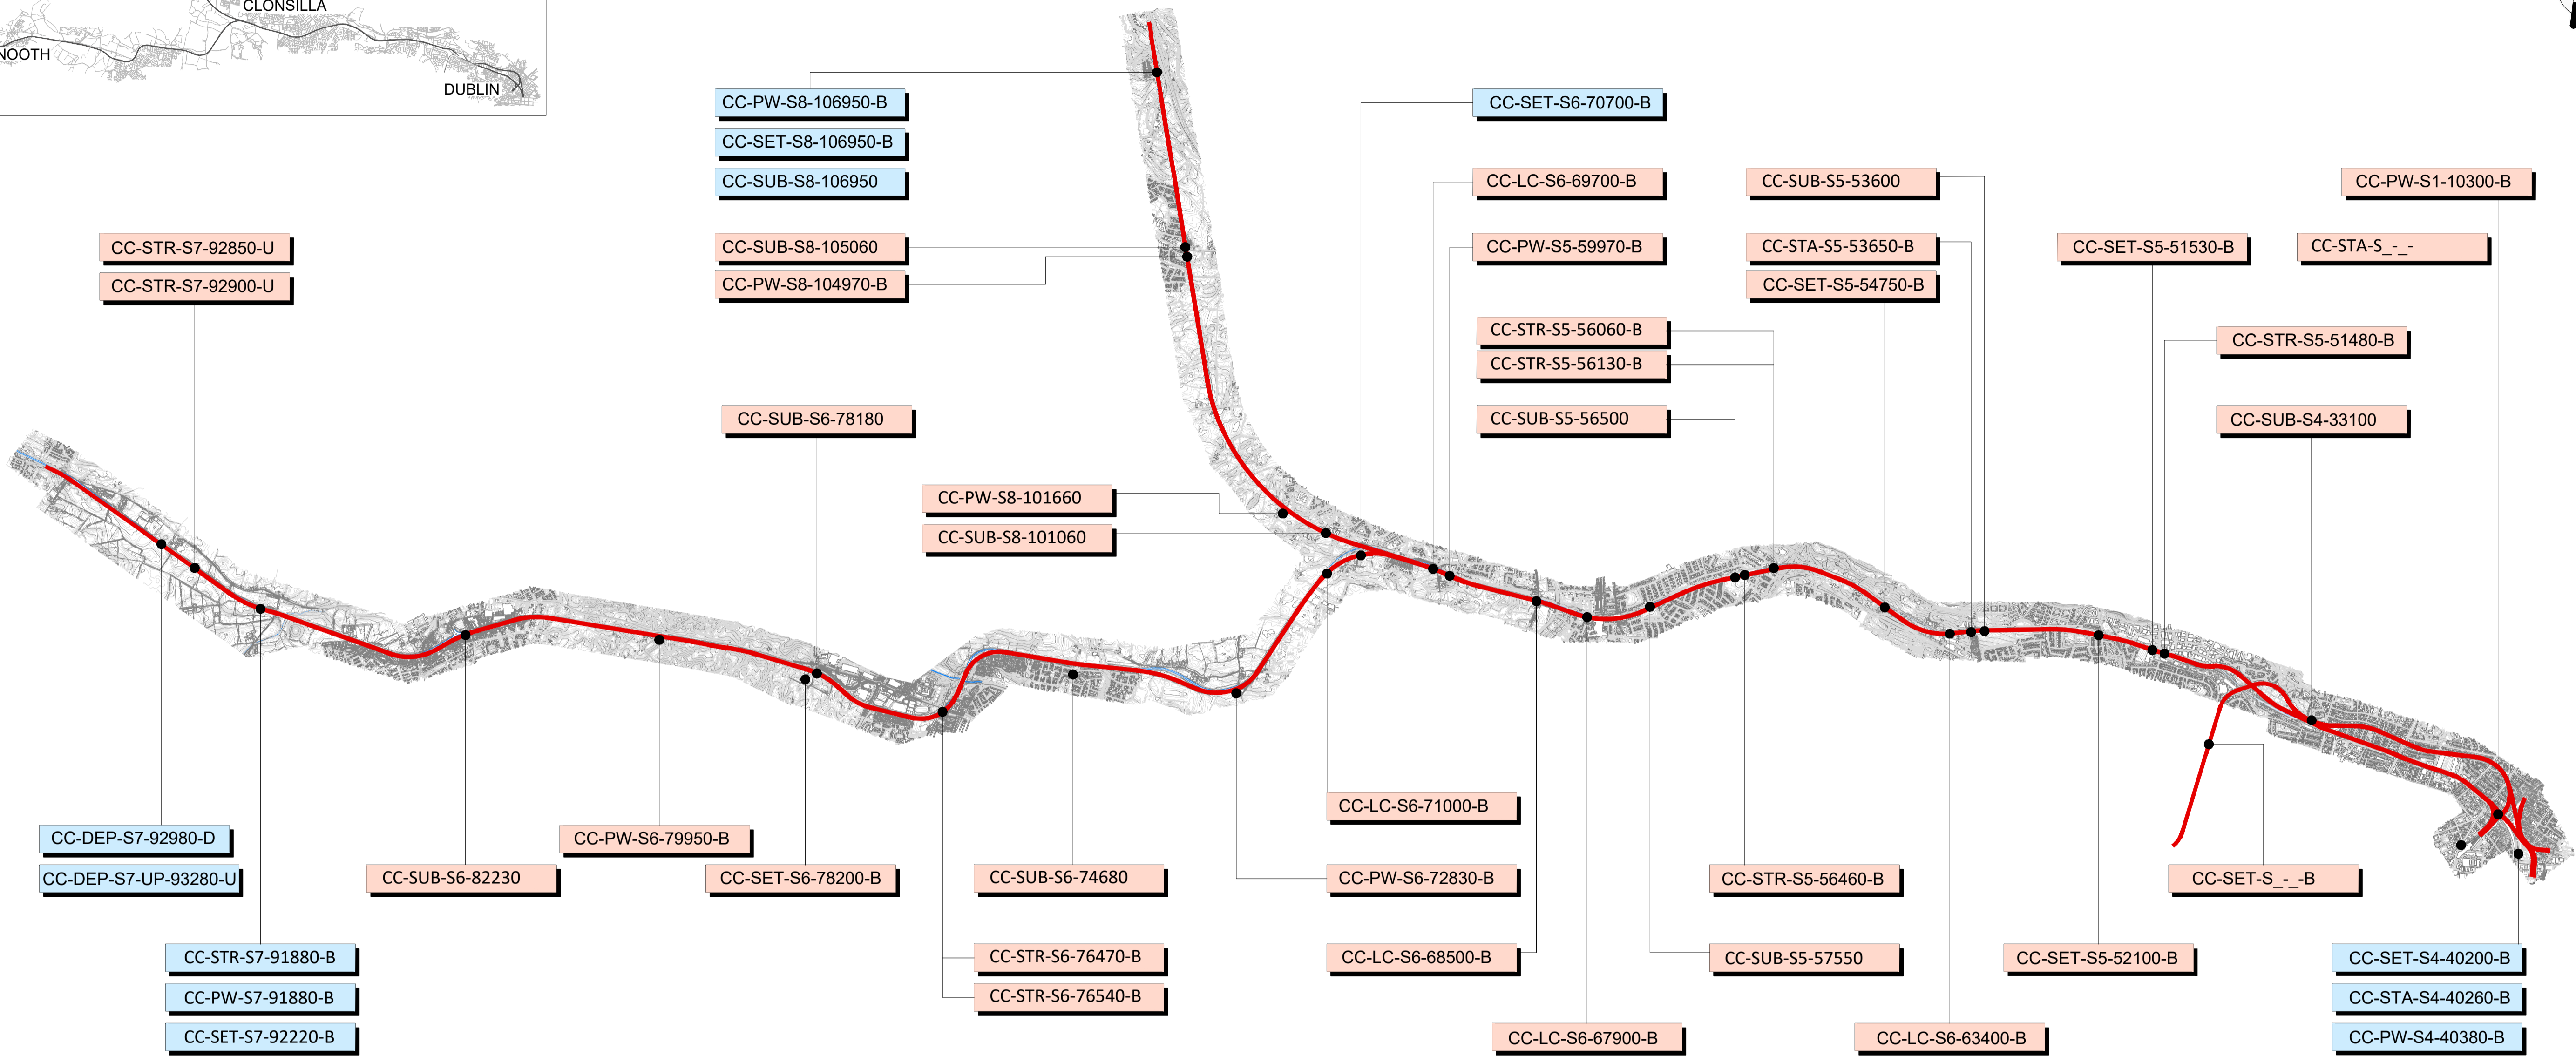 CLONSILLA
NOOTH
DUBLIN
CC-PW-S8-106950-B
CC-SET-S8-106950-B
CC-SUB-S8-106950
CC-SUB-S8-105060
CC-PW-S8-104970-B
CC-SET-S6-70700-B
CC-LC-S6-69700-B
CC-PW-S5-59970-B
CC-STR-S5-56060-B
CC-STR-S5-56130-B
CC-SUB-S5-56500
CC-SUB-S5-53600
CC-STA-S5-53650-B
CC-SET-S5-54750-B
CC-PW-S1-10300-B
CC-SET-S5-51530-B
CC-STA-S_-_-
CC-STR-S5-51480-B
CC-SUB-S4-33100
CC-STR-S7-92850-U
CC-STR-S7-92900-U
CC-SUB-S6-78180
CC-PW-S8-101660
CC-SUB-S8-101060
CC-DEP-S7-92980-D
CC-DEP-S7-UP-93280-U
CC-STR-S7-91880-B
CC-PW-S7-91880-B
CC-SET-S7-92220-B
CC-SUB-S6-82230
CC-PW-S6-79950-B
CC-SET-S6-78200-B
CC-SUB-S6-74680
CC-STR-S6-76470-B
CC-STR-S6-76540-B
CC-LC-S6-71000-B
CC-PW-S6-72830-B
CC-LC-S6-68500-B
CC-LC-S6-67900-B
CC-STR-S5-56460-B
CC-SUB-S5-57550
CC-LC-S6-63400-B
CC-SET-S5-52100-B
CC-SET-S_-_-B
CC-SET-S4-40200-B
CC-STA-S4-40260-B
CC-PW-S4-40380-B